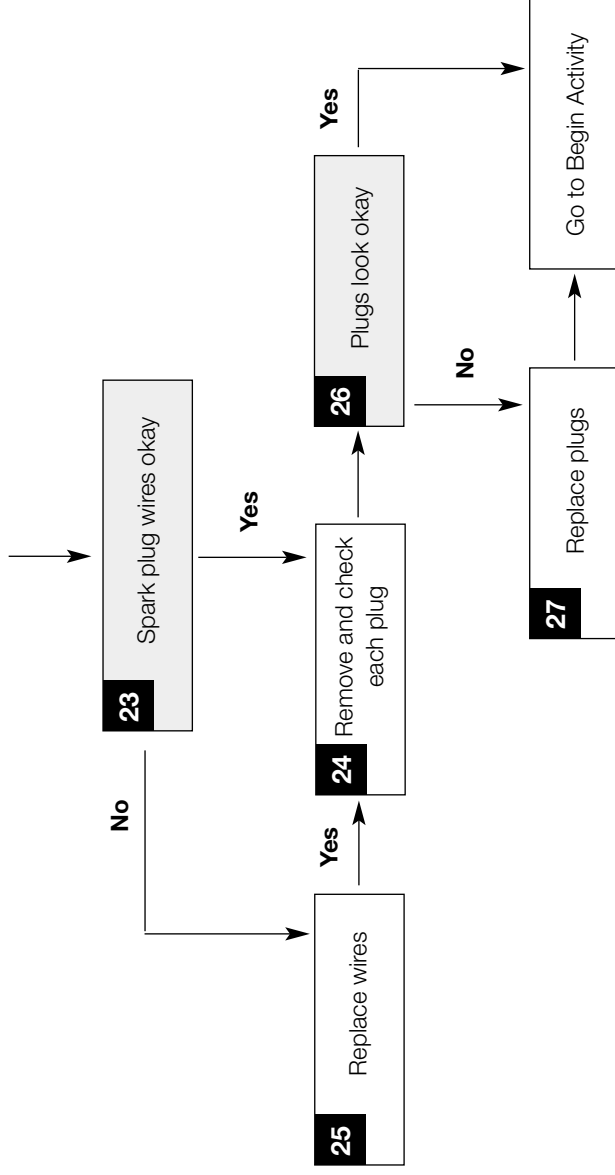 23
Spark plug wires okay
No
Yes
25
Replace wires
Yes
24
Remove and check
each plug
26
Plugs look okay
Yes
No
27
Replace plugs
Go to Begin Activity